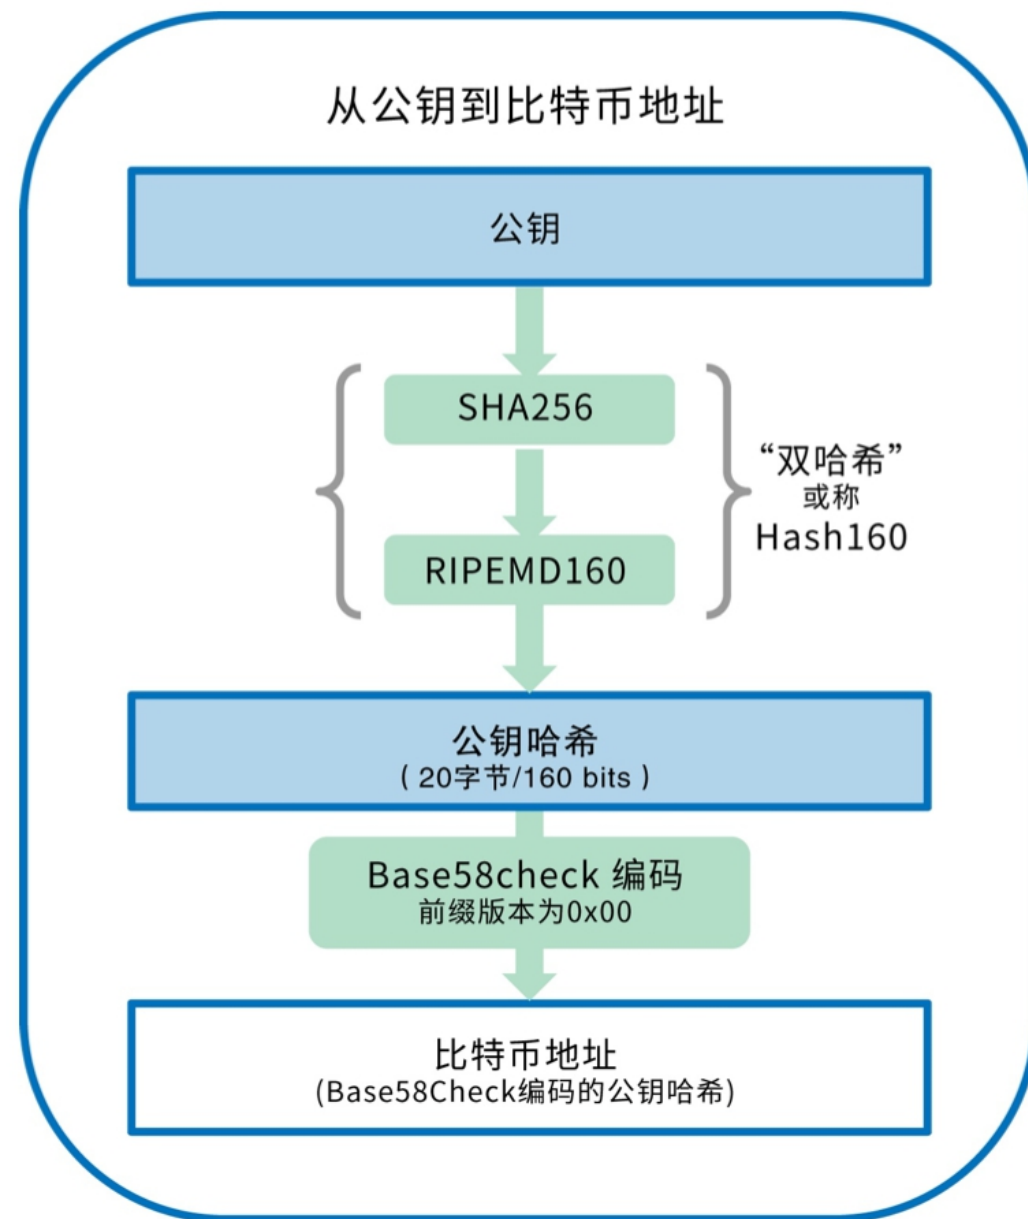 从公钥到比特币地址
公钥
SHA256
RIPEMD160
“双哈希”
或称
Hash160
公钥哈希
( 20字节/160 bits )
Base58check 编码
前缀版本为0x00
比特币地址
(Base58Check编码的公钥哈希)